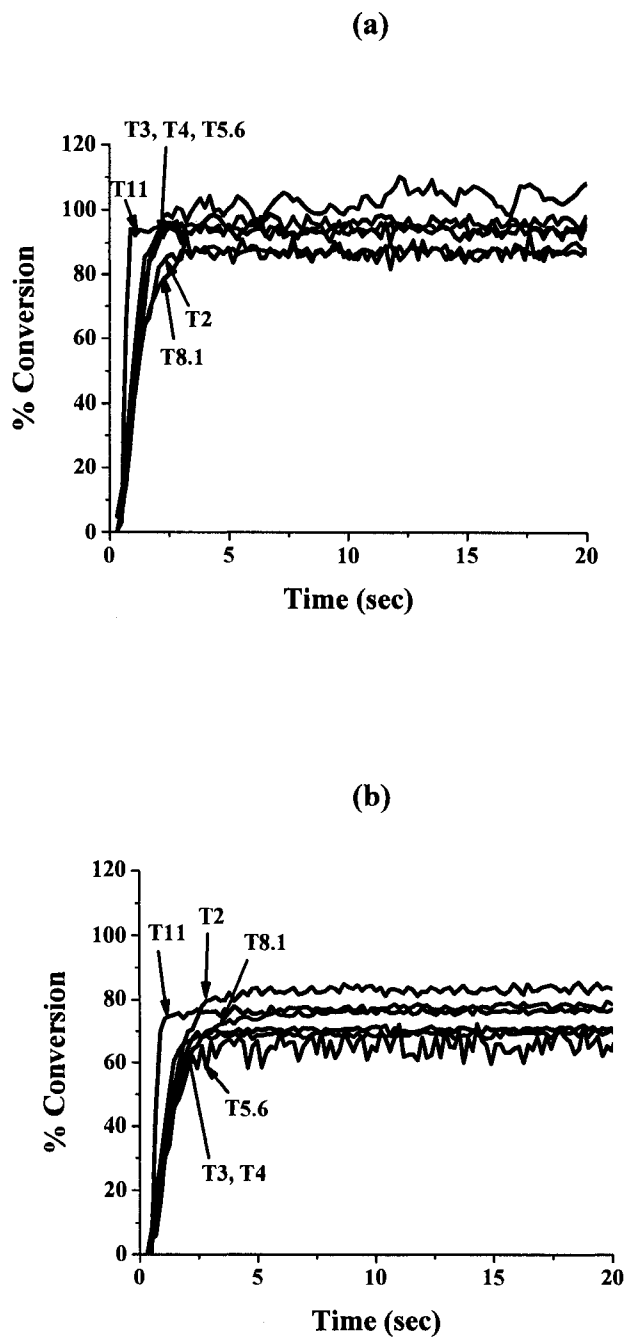 (a)
T3, T4, T5.6
120
T11
100
80
T2
T8.1
60
40
20
0
% Conversion
0 5 10 15 20
Time (sec)
(b)
120
T2
T11
T8.1
100
80
60
T5.6
40
T3, T4
20
0
% Conversion
0 5 10 15 20
Time (sec)